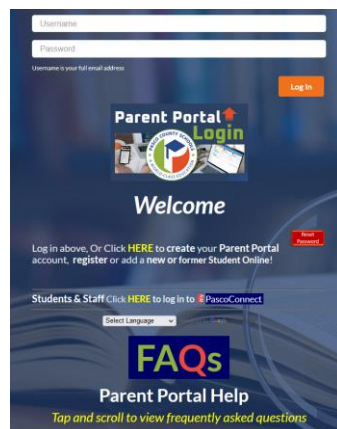 Username
Password
Username is your full email address
Log In
Parent Portal
Login
PASCO COUNTY SCHOOLS
Welcome
Reset
Password
Log in above, Or Click HERE to create your Parent Portal
account, register or add a new or former Student Online!
Students & Staff Click HERE to log in to PascoConnect
Select Language
FAQs
Parent Portal Help
Tap and scroll to view frequently asked questions